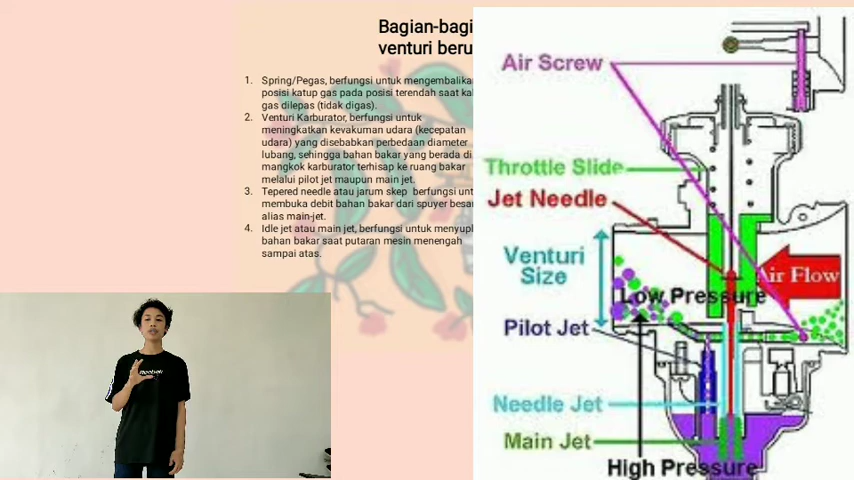 Bagian-bagi
venturi beru
1. Spring/Pegas, berfungsi untuk mengembalikan
posisi katup gas pada posisi terendah saat kal
gas dilepas (tidak digas).
2. Venturi Karburator, berfungsi untuk
meningkatkan kevakuman udara (kecepatan
udara) yang disebabkan perbedaan diameter
lubang, sehingga bahan bakar yang berada di
mangkok karburator terhisap ke ruang bakar
melalui pilot jet maupun main jet.
3. Tepered needle atau jarum skep berfungsi unt
membuka debit bahan bakar dari spuyer besar
alias main-jet.
4. Idle jet atau main jet, berfungsi untuk menyupl
bahan bakar saat putaran mesin menengah
sampai atas.
Air Screw
Throttle Slide
Jet Needle
Venturi
Size
Air Flow
Low Pressure
Pilot Jet
Needle Jet
Main Jet
High Pressure